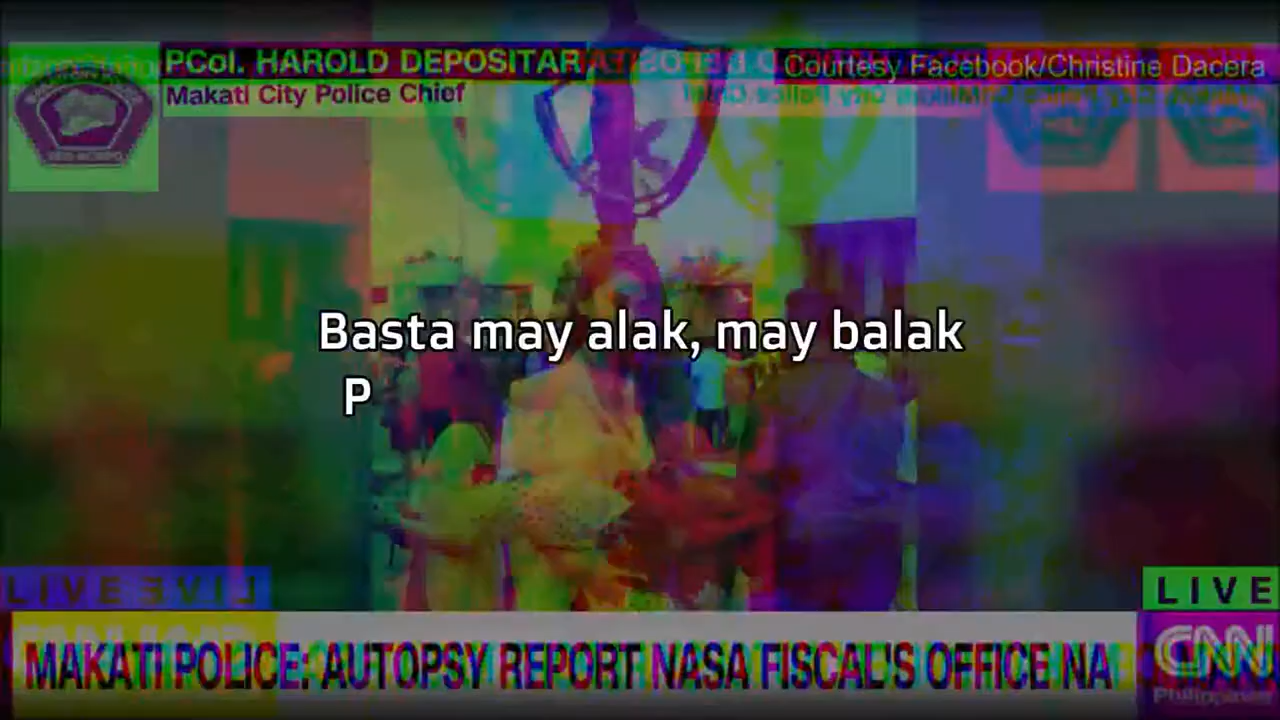 PCol. HAROLD DEPOSITAR
Courtesy Facebook/Christine Dacera
Makati City Police Chief
Basta may alak, may balak
P
LIVE
LIVE
MAKATI POLICE: AUTOPSY REPORT NASA FISCAL'S OFFICE NA
CNN
Philippines